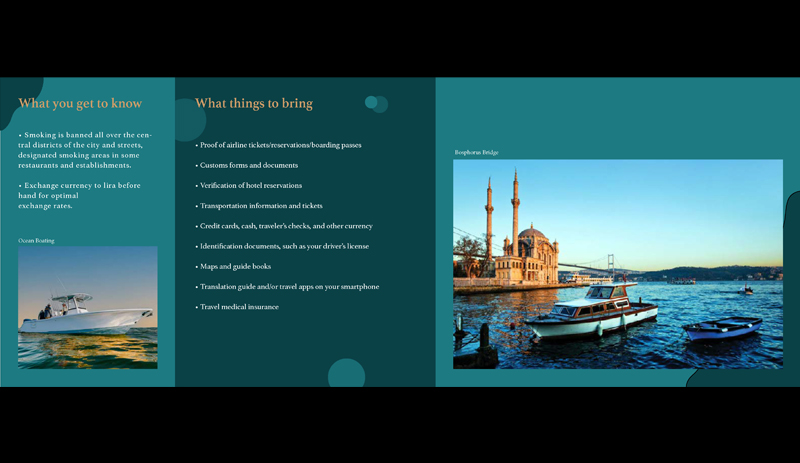 What you get to know
• Smoking is banned all over the cen-
tral districts of the city and streets,
designated smoking areas in some
restaurants and establishments.
• Exchange currency to lira before
hand for optimal
exchange rates.
Ocean Boating
What things to bring
• Proof of airline tickets/reservations/boarding passes
• Customs forms and documents
• Verification of hotel reservations
• Transportation information and tickets
• Credit cards, cash, traveler's checks, and other currency
• Identification documents, such as your driver's license
• Maps and guide books
• Translation guide and/or travel apps on your smartphone
• Travel medical insurance
Bosphorus Bridge